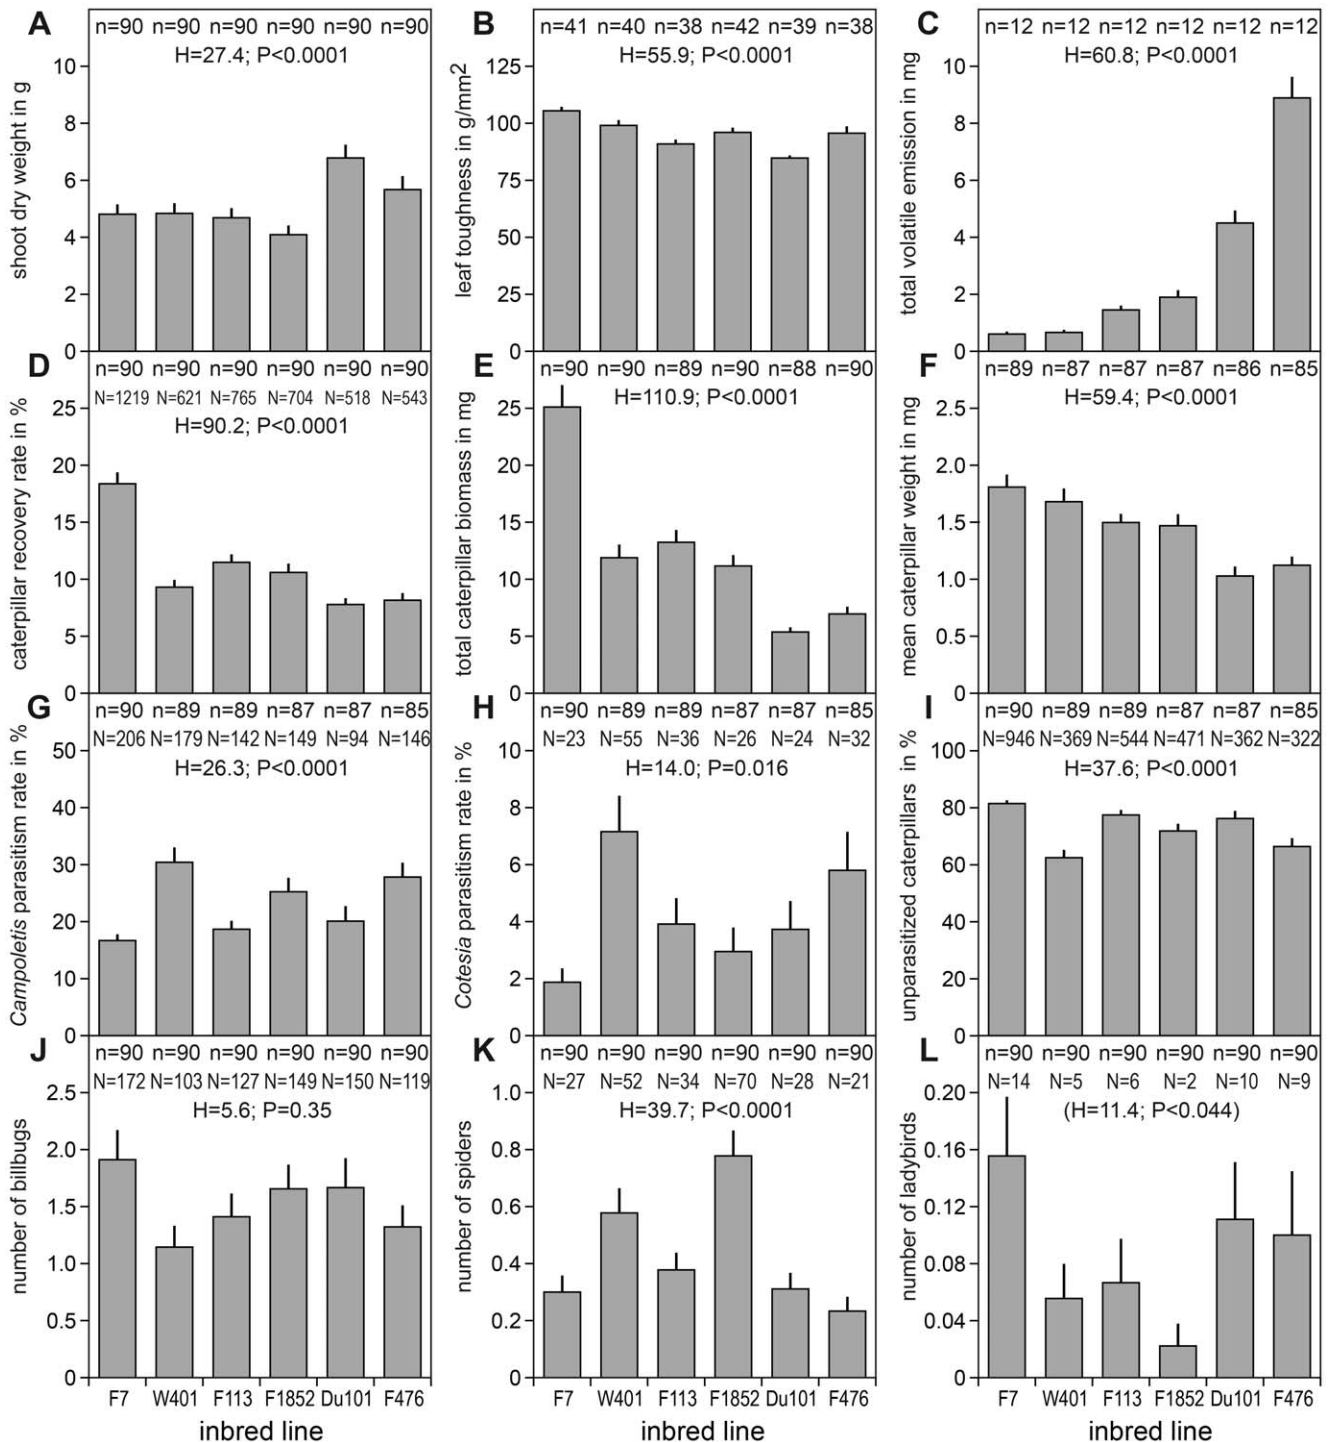 A
n=90 n=90 n=90 n=90 n=90 n=90
H=27.4; P<0.0001
shoot dry weight in g
10
8
6
4
2
0
B
n=41 n=40 n=38 n=42 n=39 n=38
H=55.9; P<0.0001
leaf toughness in g/mm2
125
100
75
50
25
0
C
n=12 n=12 n=12 n=12 n=12 n=12
H=60.8; P<0.0001
total volatile emission in mg
10
8
6
4
2
0
D
n=90 n=90 n=90 n=90 n=90 n=90
N=1219 N=621 N=765 N=704 N=518 N=543
H=90.2; P<0.0001
caterpillar recovery rate in %
25
20
15
10
5
0
E
n=90 n=90 n=89 n=90 n=88 n=90
H=110.9; P<0.0001
total caterpillar biomass in mg
25
20
15
10
5
0
F
n=89 n=87 n=87 n=87 n=86 n=85
H=59.4; P<0.0001
mean caterpillar weight in mg
2.5
2.0
1.5
1.0
0.5
0
G
n=90 n=89 n=89 n=87 n=87 n=85
N=206 N=179 N=142 N=149 N=94 N=146
H=26.3; P<0.0001
Campoletis parasitism rate in %
50
40
30
20
10
0
H
n=90 n=89 n=89 n=87 n=87 n=85
N=23 N=55 N=36 N=26 N=24 N=32
H=14.0; P=0.016
Cotesia parasitism rate in %
10
8
6
4
2
0
I
n=90 n=89 n=89 n=87 n=87 n=85
N=946 N=369 N=544 N=471 N=362 N=322
H=37.6; P<0.0001
unparasitized caterpillars in %
100
80
60
40
20
0
J
n=90 n=90 n=90 n=90 n=90 n=90
N=172 N=103 N=127 N=149 N=150 N=119
H=5.6; P=0.35
number of billbugs
2.5
2.0
1.5
1.0
0.5
0
F7 W401 F113 F1852 Du101 F476
inbred line
K
n=90 n=90 n=90 n=90 n=90 n=90
N=27 N=52 N=34 N=70 N=28 N=21
H=39.7; P<0.0001
number of spiders
1.0
0.8
0.6
0.4
0.2
0
F7 W401 F113 F1852 Du101 F476
inbred line
L
n=90 n=90 n=90 n=90 n=90 n=90
N=14 N=5 N=6 N=2 N=10 N=9
(H=11.4; P<0.044)
number of ladybirds
0.20
0.16
0.12
0.08
0.04
0
F7 W401 F113 F1852 Du101 F476
inbred line